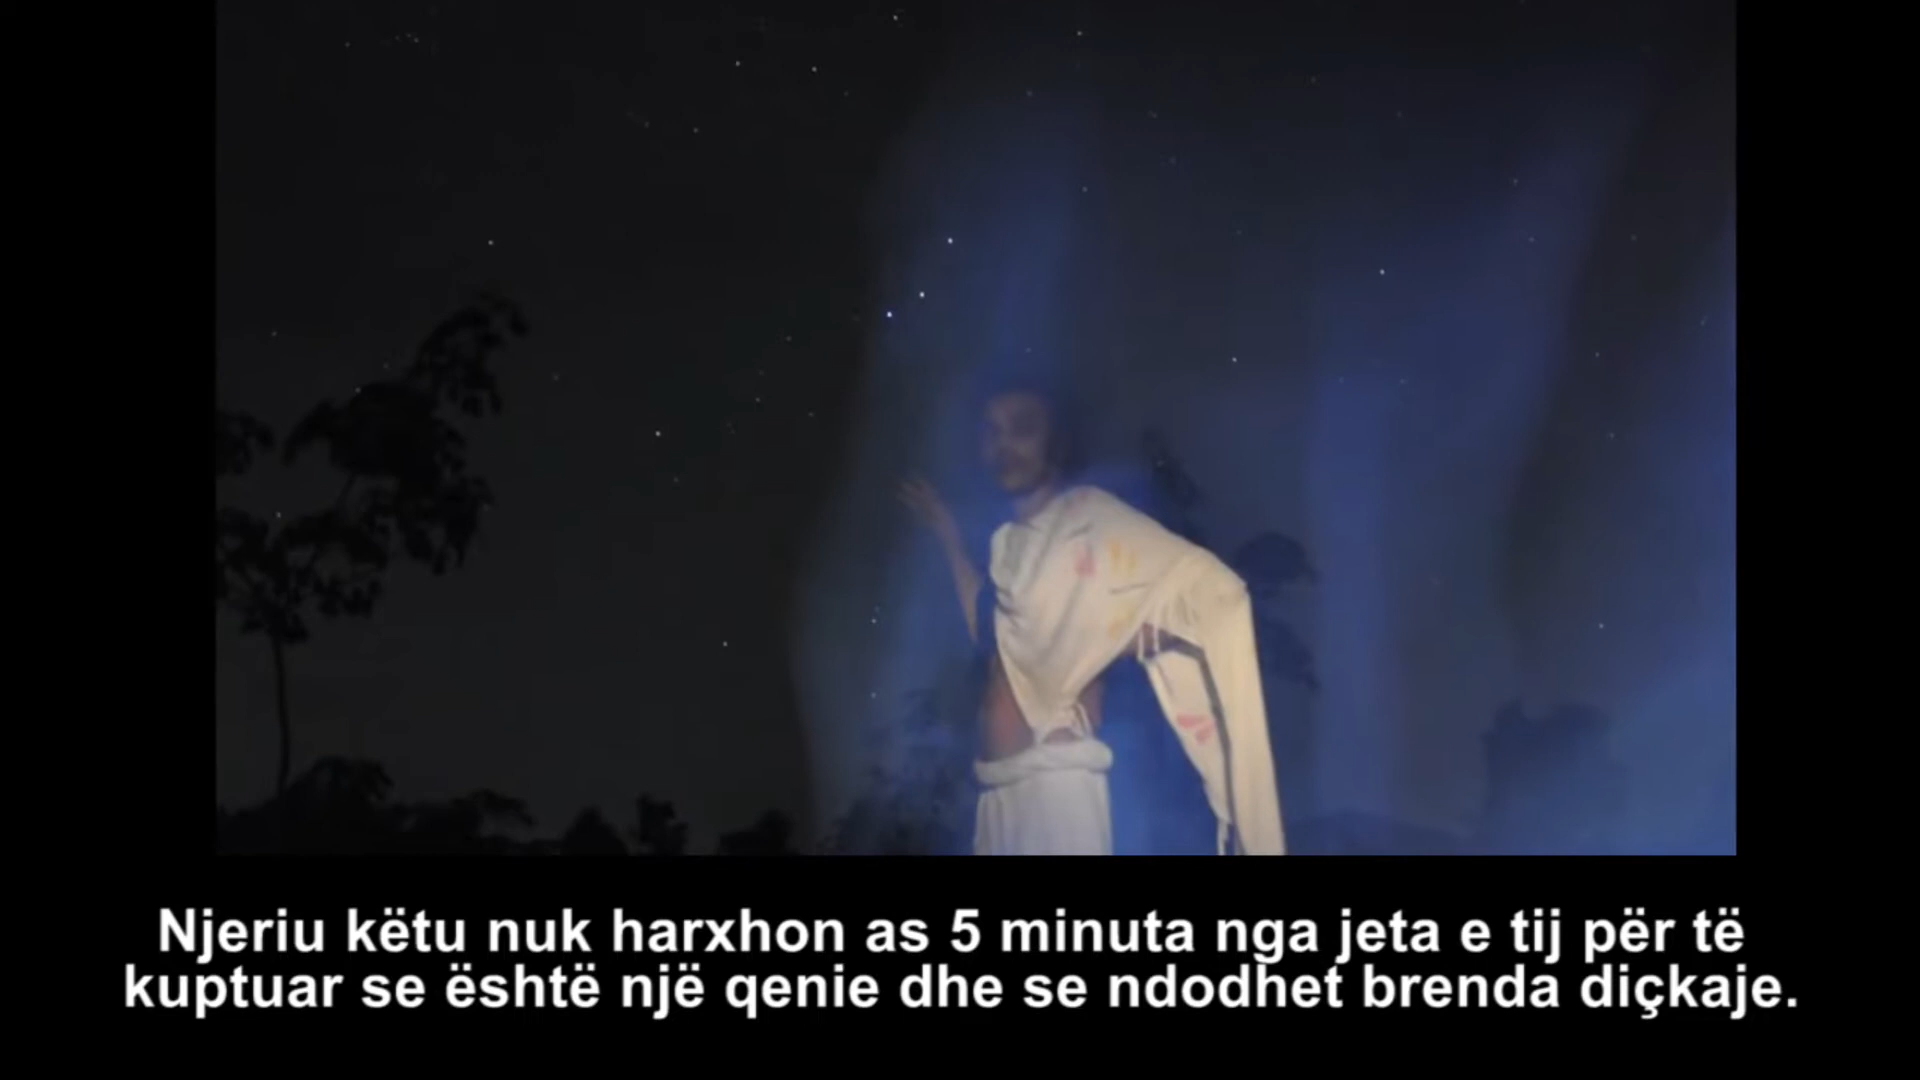 Njeriu këtu nuk harxhon as 5 minuta nga jeta e tij për të
kuptuar se është një qenie dhe se ndodhet brenda diçkaje.